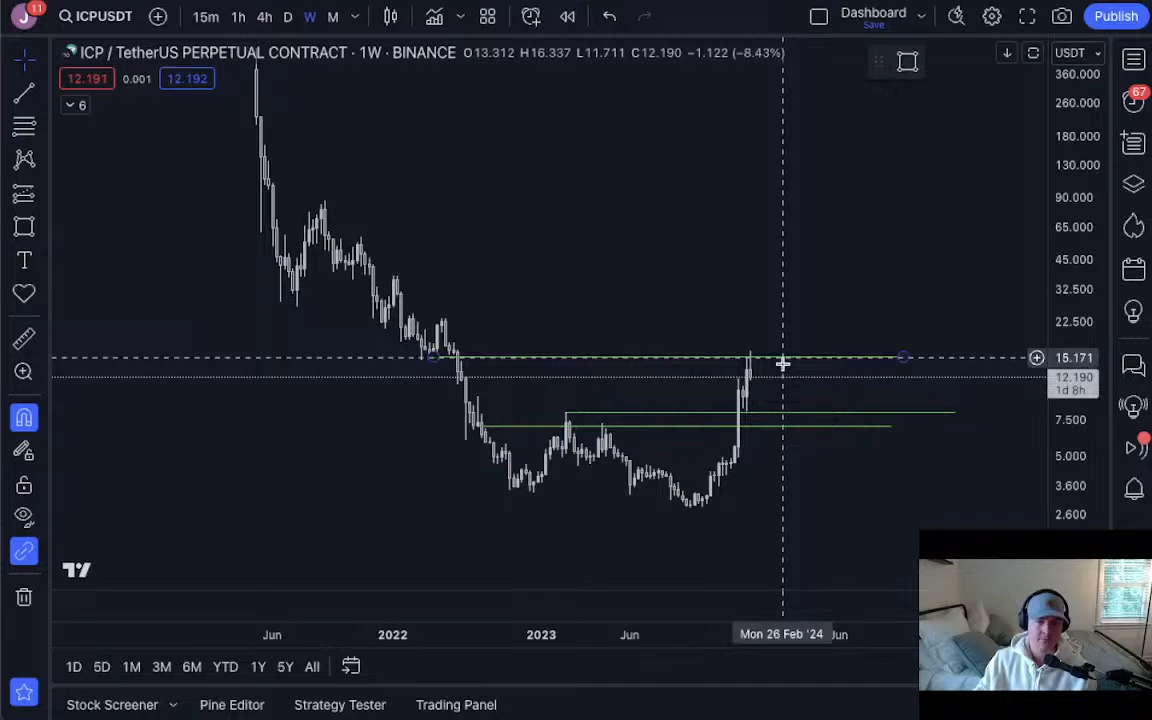 J 11 ICPUSDT 15m 1h 4h D W M Dashboard Save Publish
ICP / TetherUS PERPETUAL CONTRACT · 1W · BINANCE O13.312 H16.337 L11.711 C12.190 −1.122 (−8.43%) USDT
12.191 0.001 12.192
6
360.000
260.000
180.000
130.000
90.000
65.000
45.000
32.500
22.500
15.171
12.190
1d 8h
7.500
5.000
3.600
2.600
67
T
Jun 2022 2023 Jun Mon 26 Feb '24 Jun
1D 5D 1M 3M 6M YTD 1Y 5Y All
Stock Screener Pine Editor Strategy Tester Trading Panel